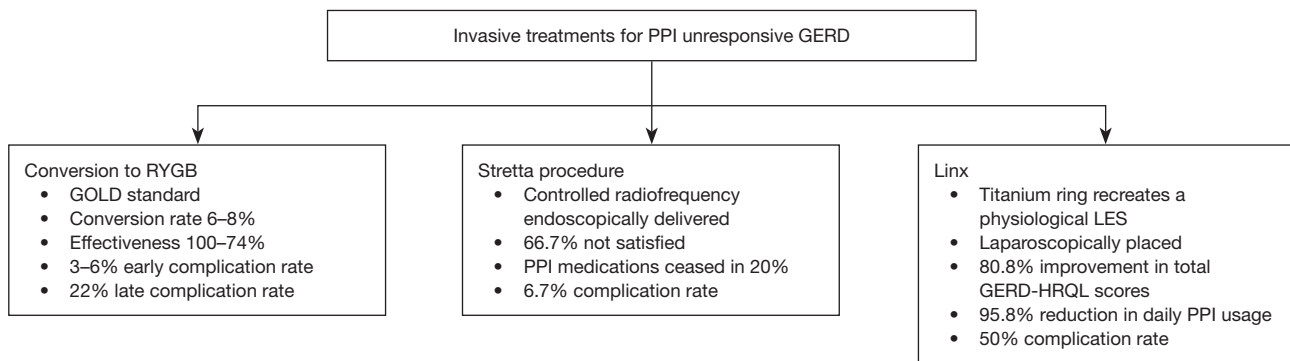 Invasive treatments for PPI unresponsive GERD
Conversion to RYGB
• GOLD standard
• Conversion rate 6–8%
• Effectiveness 100–74%
• 3–6% early complication rate
• 22% late complication rate
Stretta procedure
• Controlled radiofrequency
endoscopically delivered
• 66.7% not satisfied
• PPI medications ceased in 20%
• 6.7% complication rate
Linx
• Titanium ring recreates a
physiological LES
• Laparoscopically placed
• 80.8% improvement in total
GERD-HRQL scores
• 95.8% reduction in daily PPI usage
• 50% complication rate